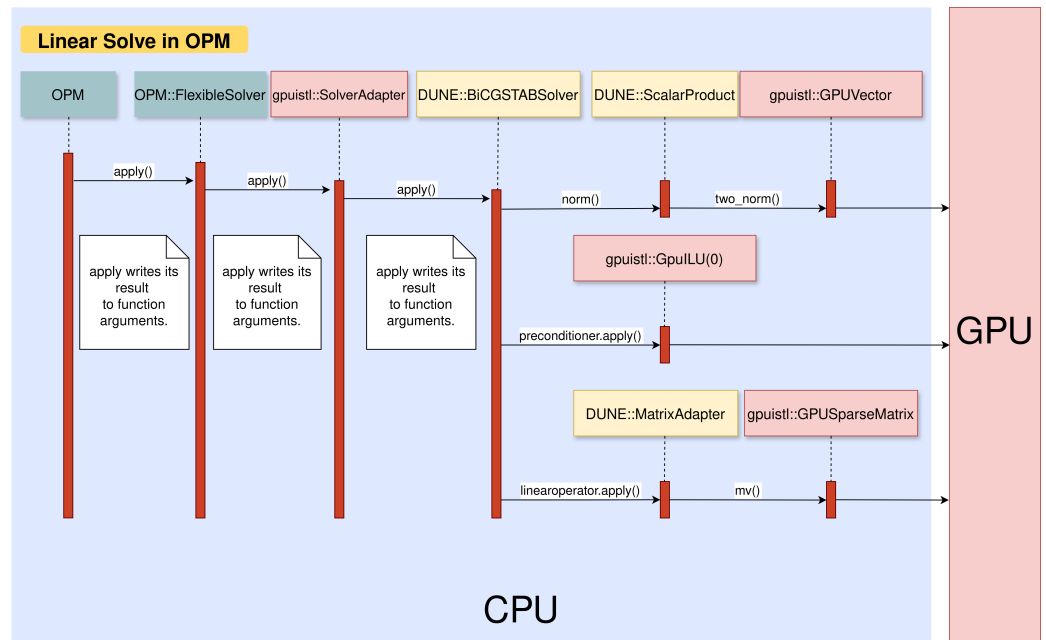 Linear Solve in OPM
OPM
OPM::FlexibleSolver
gpuistl::SolverAdapter
DUNE::BiCGSTABSolver
DUNE::ScalarProduct
gpuistl::GPUVector
apply()
apply()
apply()
norm()
two_norm()
apply writes its
result
to function
arguments.
apply writes its
result
to function
arguments.
apply writes its
result
to function
arguments.
gpuistl::GpuILU(0)
preconditioner.apply()
GPU
DUNE::MatrixAdapter
gpuistl::GPUSparseMatrix
linearoperator.apply()
mv()
CPU